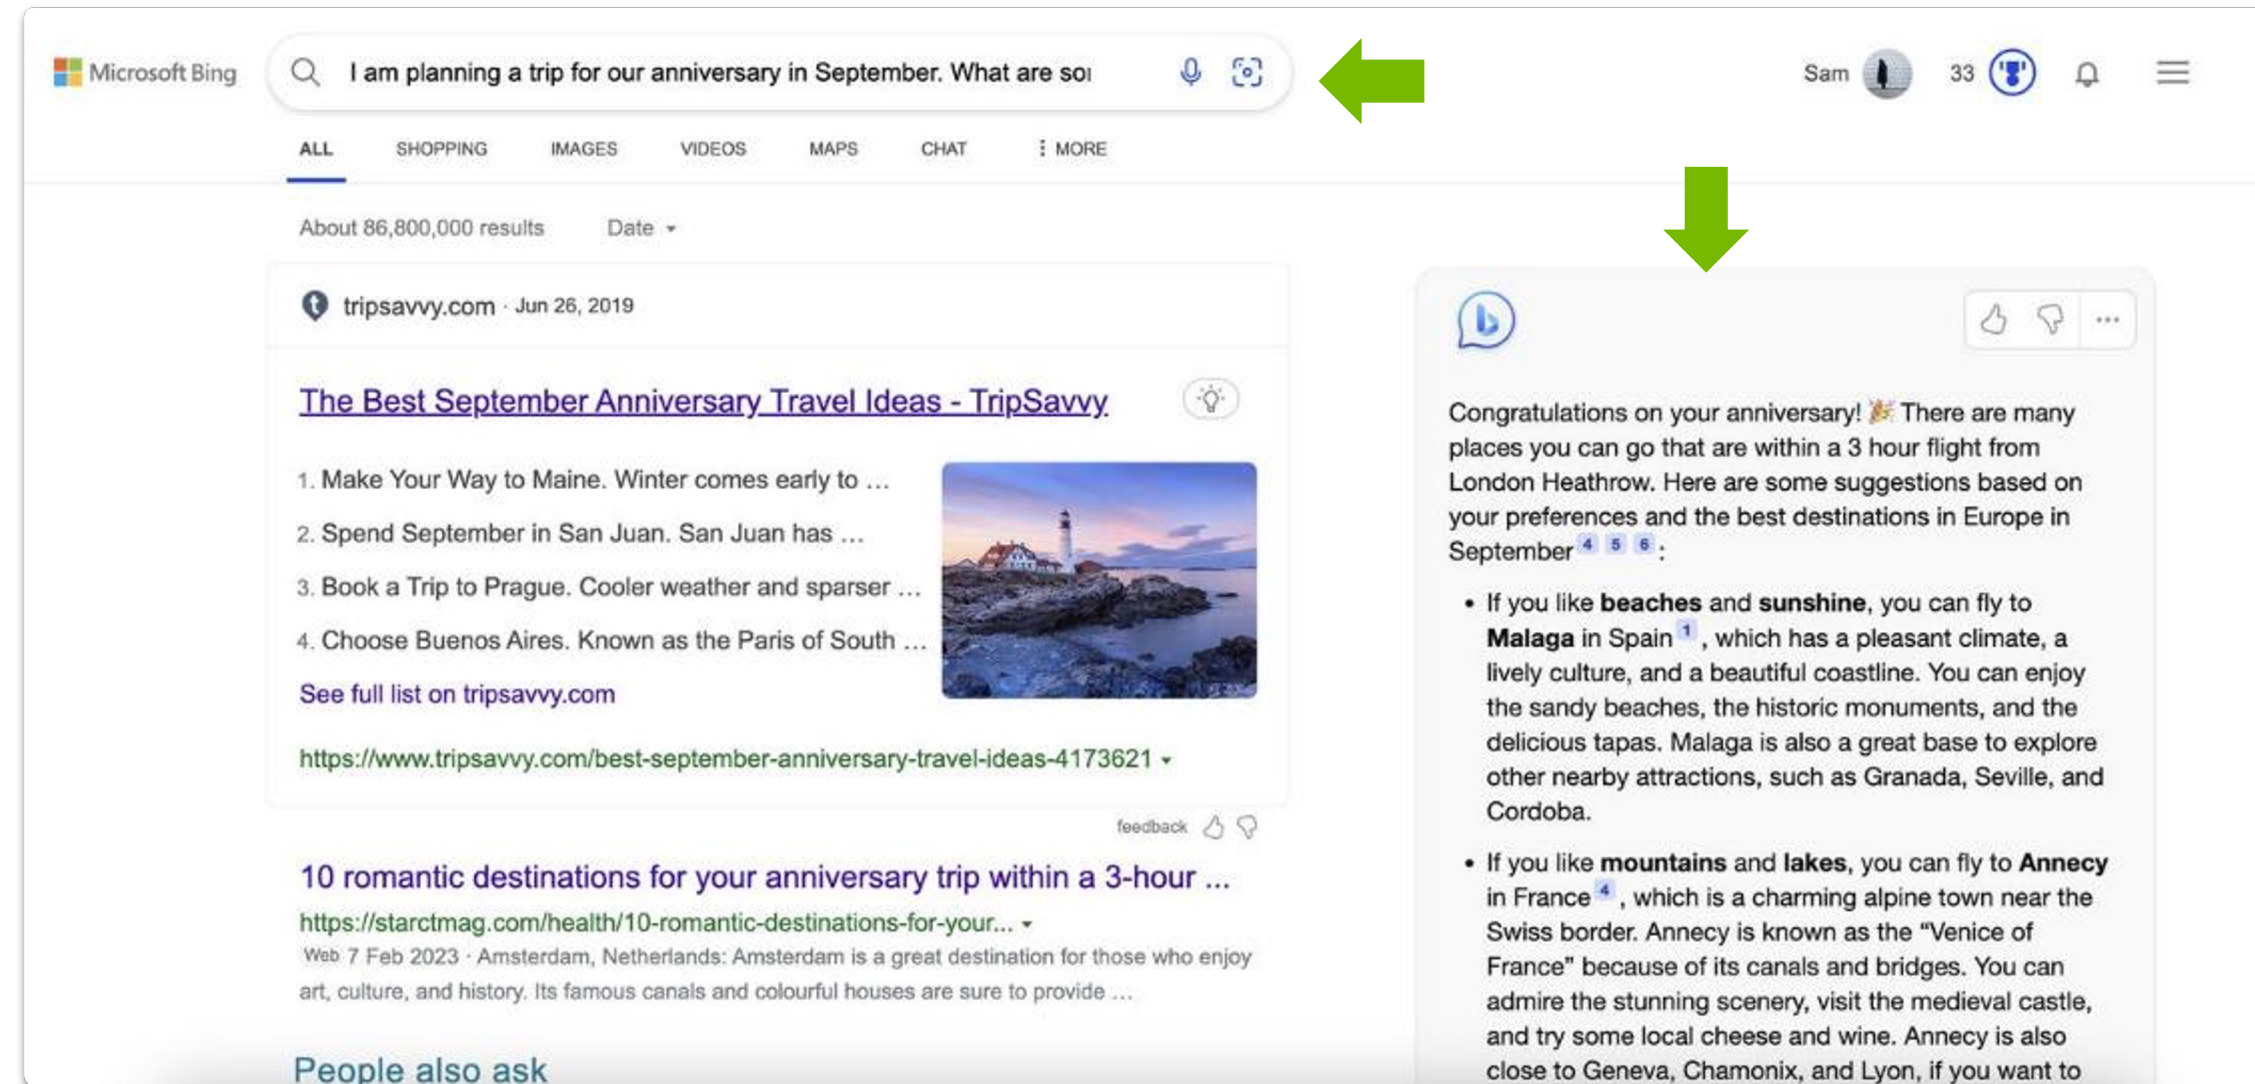 Microsoft Bing
I am planning a trip for our anniversary in September. What are
Sam
33
ALL SHOPPING IMAGES VIDEOS MAPS CHAT MORE
About 86,800,000 results Date
tripsavvy.com · Jun 26, 2019
The Best September Anniversary Travel Ideas - TripSavvy
1. Make Your Way to Maine. Winter comes early to ...
2. Spend September in San Juan. San Juan has ...
3. Book a Trip to Prague. Cooler weather and sparser ...
4. Choose Buenos Aires. Known as the Paris of South ...
See full list on tripsavvy.com
https://www.tripsavvy.com/best-september-anniversary-travel-ideas-4173621
feedback
10 romantic destinations for your anniversary trip within a 3-hour ...
https://starctmag.com/health/10-romantic-destinations-for-your...
Web 7 Feb 2023 · Amsterdam, Netherlands: Amsterdam is a great destination for those who enjoy
art, culture, and history. Its famous canals and colourful houses are sure to provide ...
People also ask
Congratulations on your anniversary! 🎉 There are many
places you can go that are within a 3 hour flight from
London Heathrow. Here are some suggestions based on
your preferences and the best destinations in Europe in
September 4 5 6 :
• If you like beaches and sunshine, you can fly to
Malaga in Spain 1 , which has a pleasant climate, a
lively culture, and a beautiful coastline. You can enjoy
the sandy beaches, the historic monuments, and the
delicious tapas. Malaga is also a great base to explore
other nearby attractions, such as Granada, Seville, and
Cordoba.
• If you like mountains and lakes, you can fly to Annecy
in France 4 , which is a charming alpine town near the
Swiss border. Annecy is known as the “Venice of
France” because of its canals and bridges. You can
admire the stunning scenery, visit the medieval castle,
and try some local cheese and wine. Annecy is also
close to Geneva, Chamonix, and Lyon, if you want to